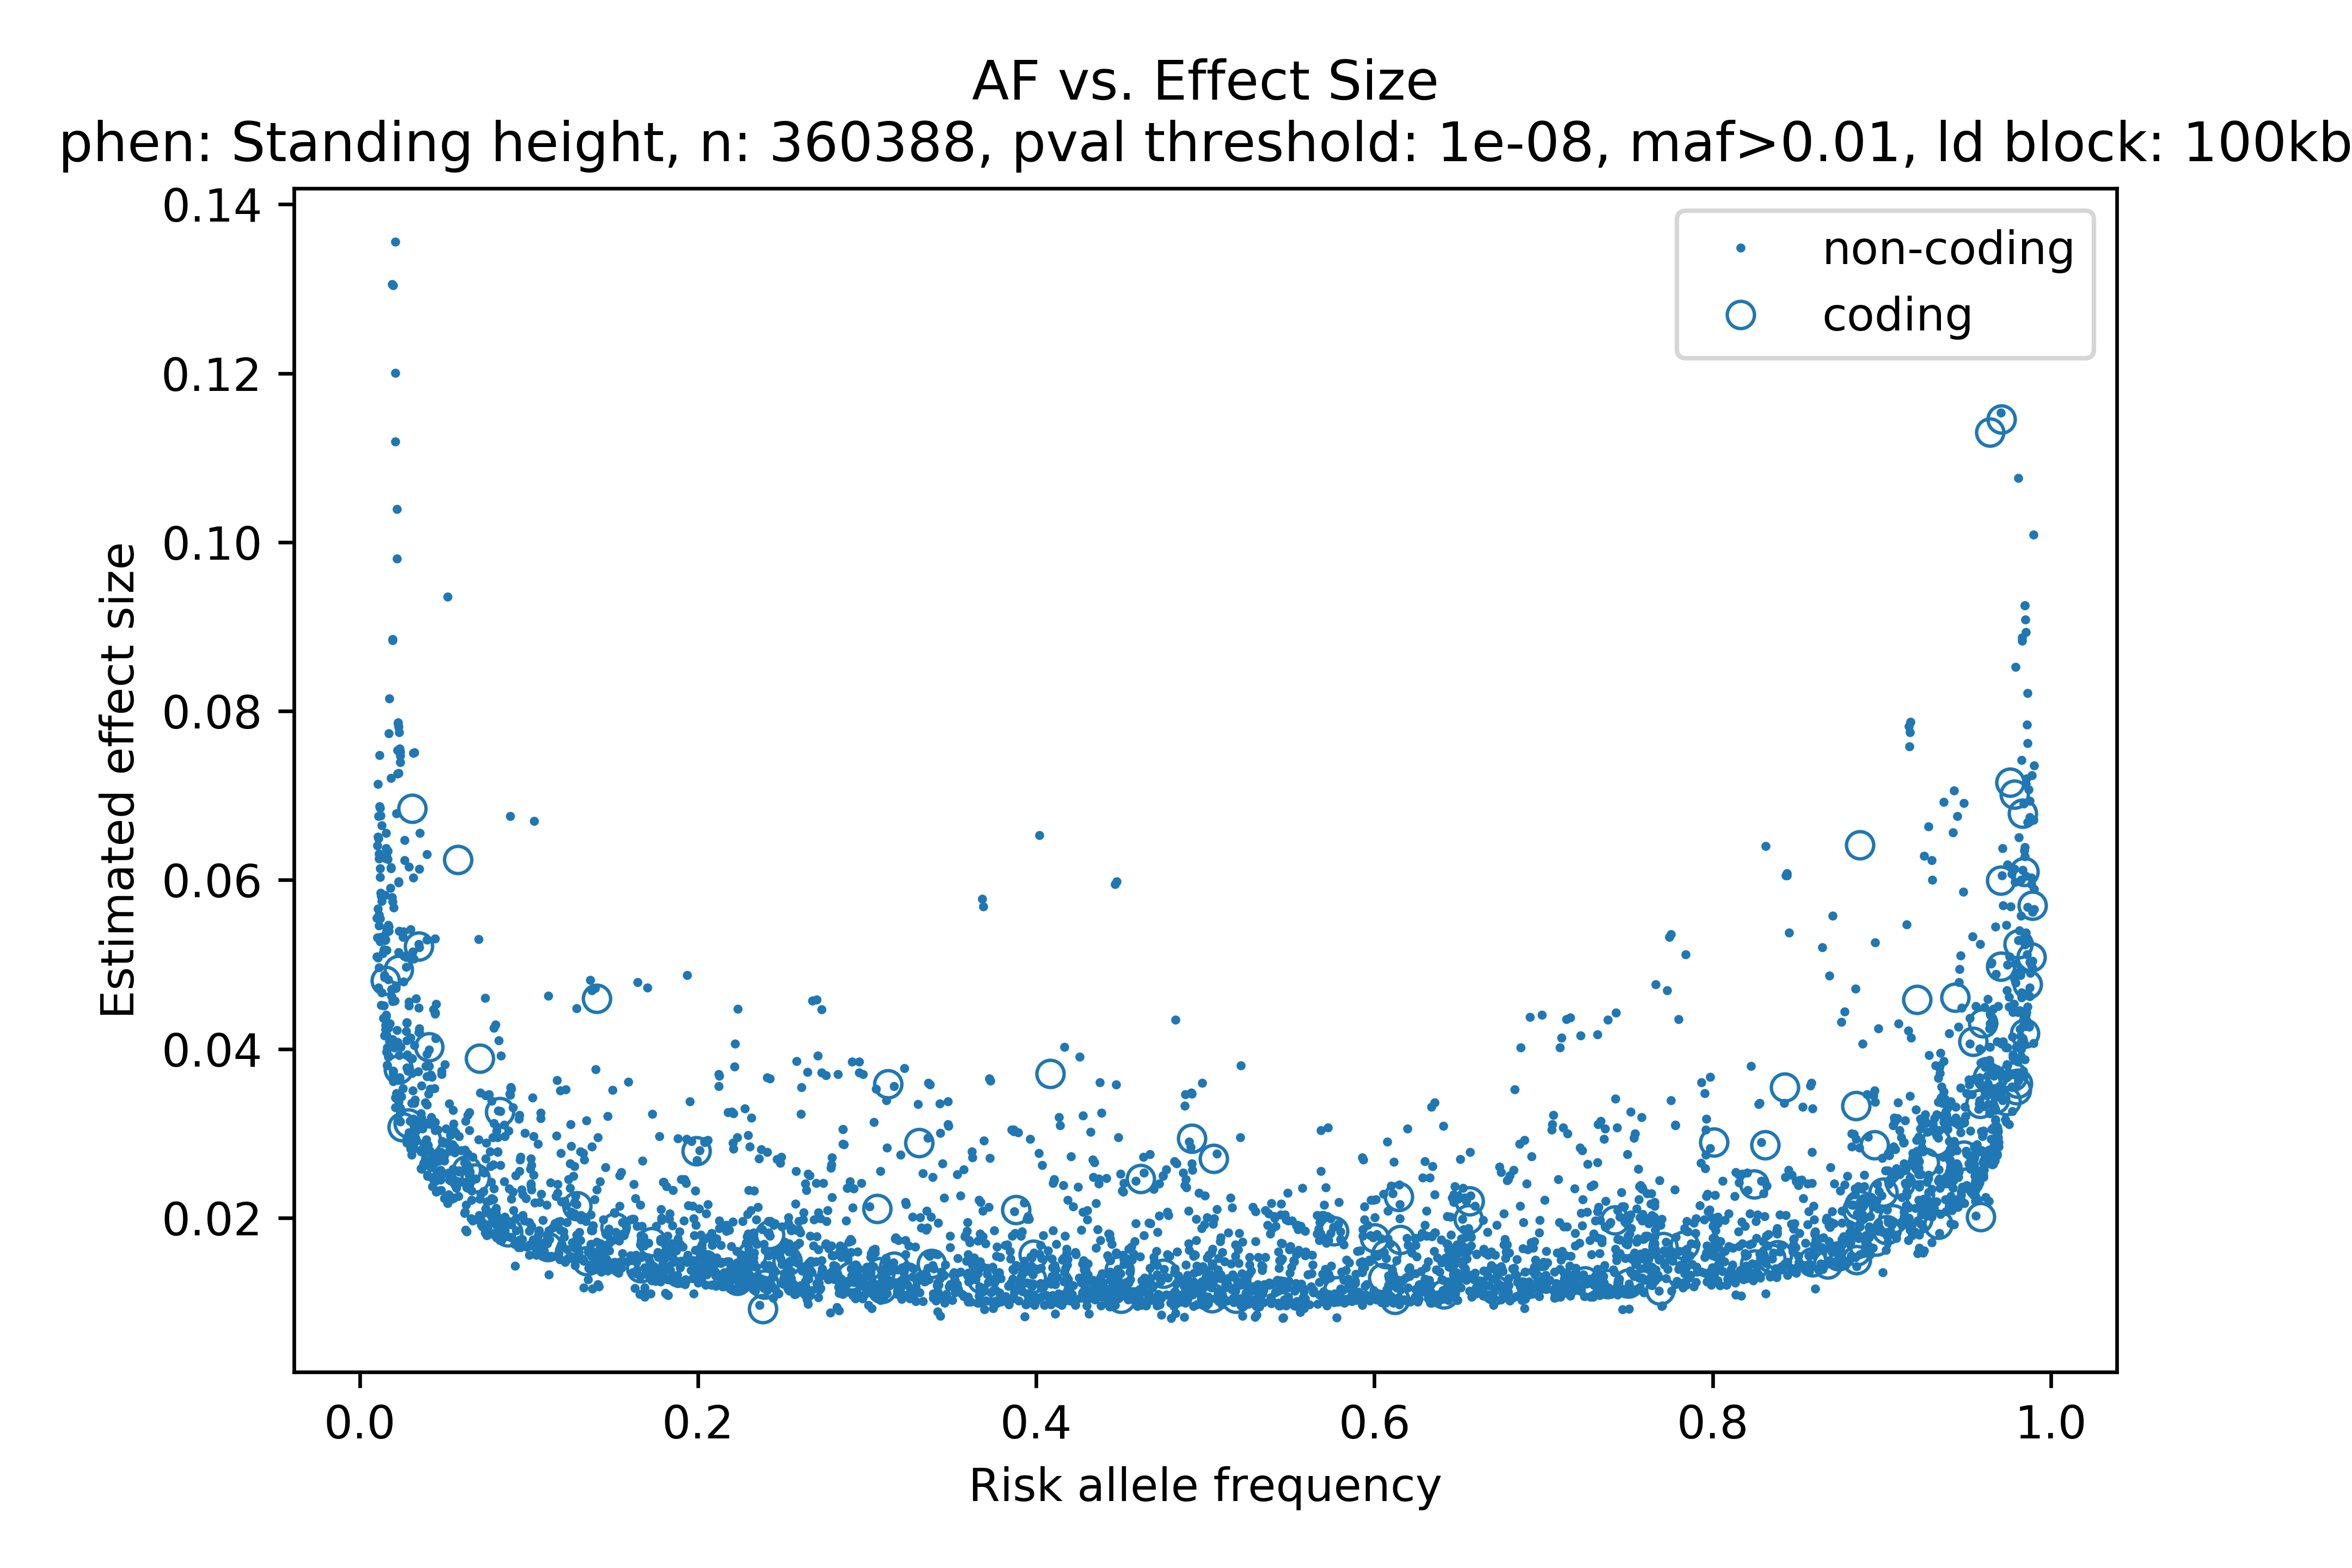 AF vs. Effect Size
phen: Standing height, n: 360388, pval threshold: 1e-08, maf>0.01, ld block: 100kb
non-coding
coding
0.14
0.12
0.10
0.08
0.06
0.04
0.02
Estimated effect size
0.0 0.2 0.4 0.6 0.8 1.0
Risk allele frequency